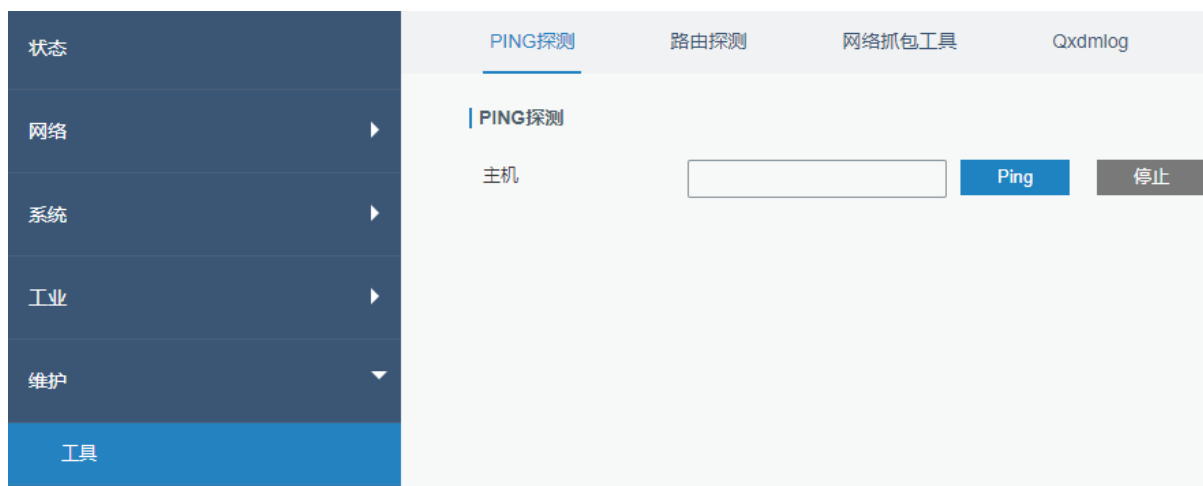 状态
网络
系统
工业
维护
工具
PING探测 路由探测 网络抓包工具 Qxdmlog
PING探测
主机 Ping 停止